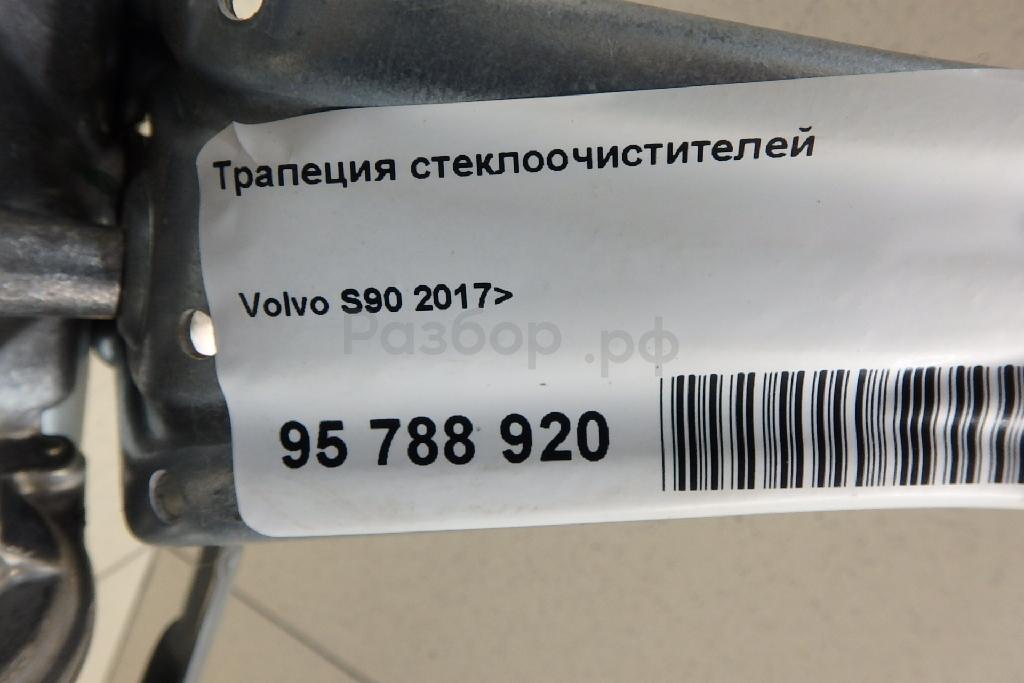 Трапеция стеклоочистителей
Volvo S90 2017>
Разбор.рф
95 788 920